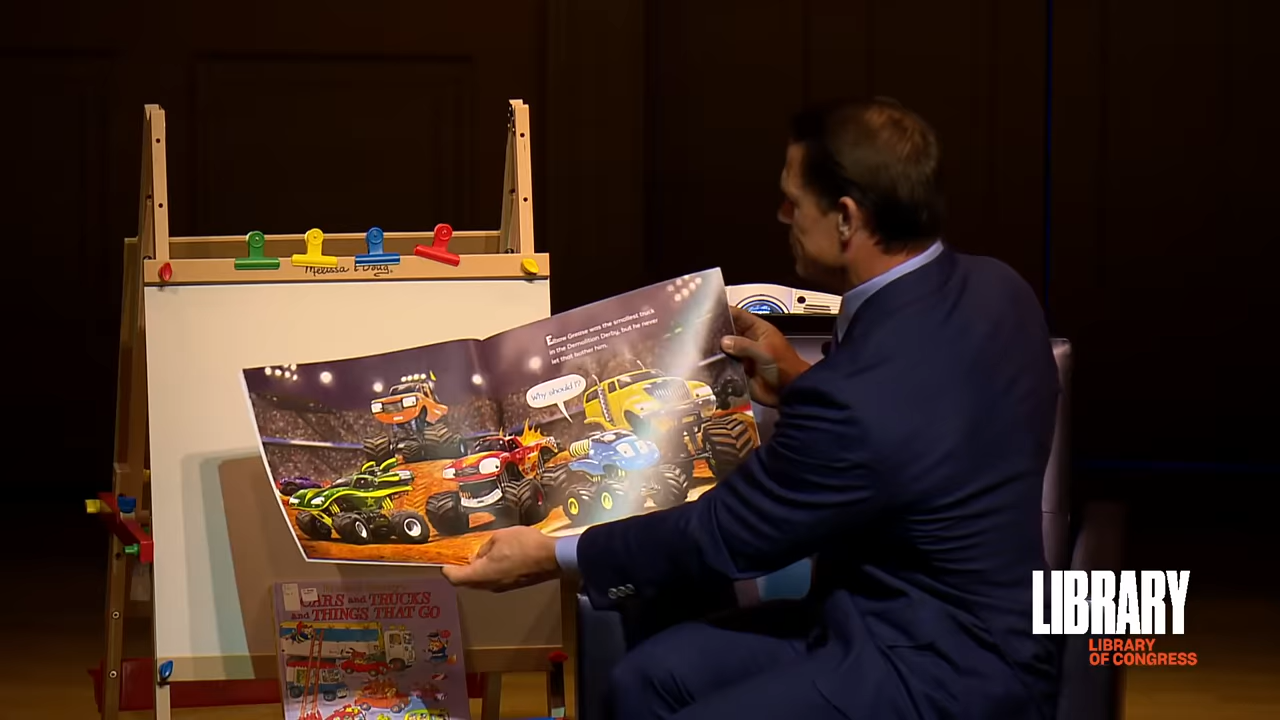 Melissa & Doug.
Elbow Grease was the smallest truck
in the Demolition Derby, but he never
let that bother him.
Why should I?
CARS and TRUCKS
and THINGS THAT GO
LIBRARY
LIBRARY
OF CONGRESS